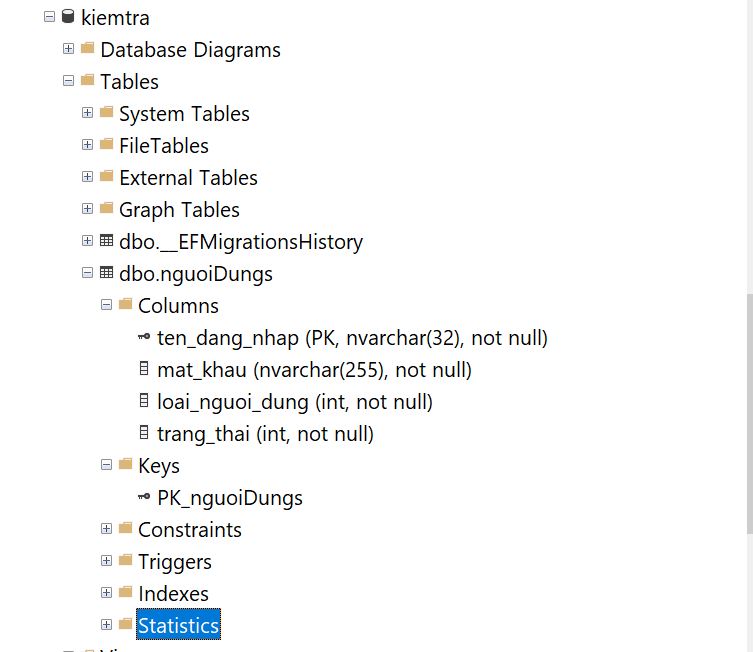 kiemtra
Database Diagrams
Tables
System Tables
FileTables
External Tables
Graph Tables
dbo.__EFMigrationsHistory
dbo.nguoiDungs
Columns
ten_dang_nhap (PK, nvarchar(32), not null)
mat_khau (nvarchar(255), not null)
loai_nguoi_dung (int, not null)
trang_thai (int, not null)
Keys
PK_nguoiDungs
Constraints
Triggers
Indexes
Statistics